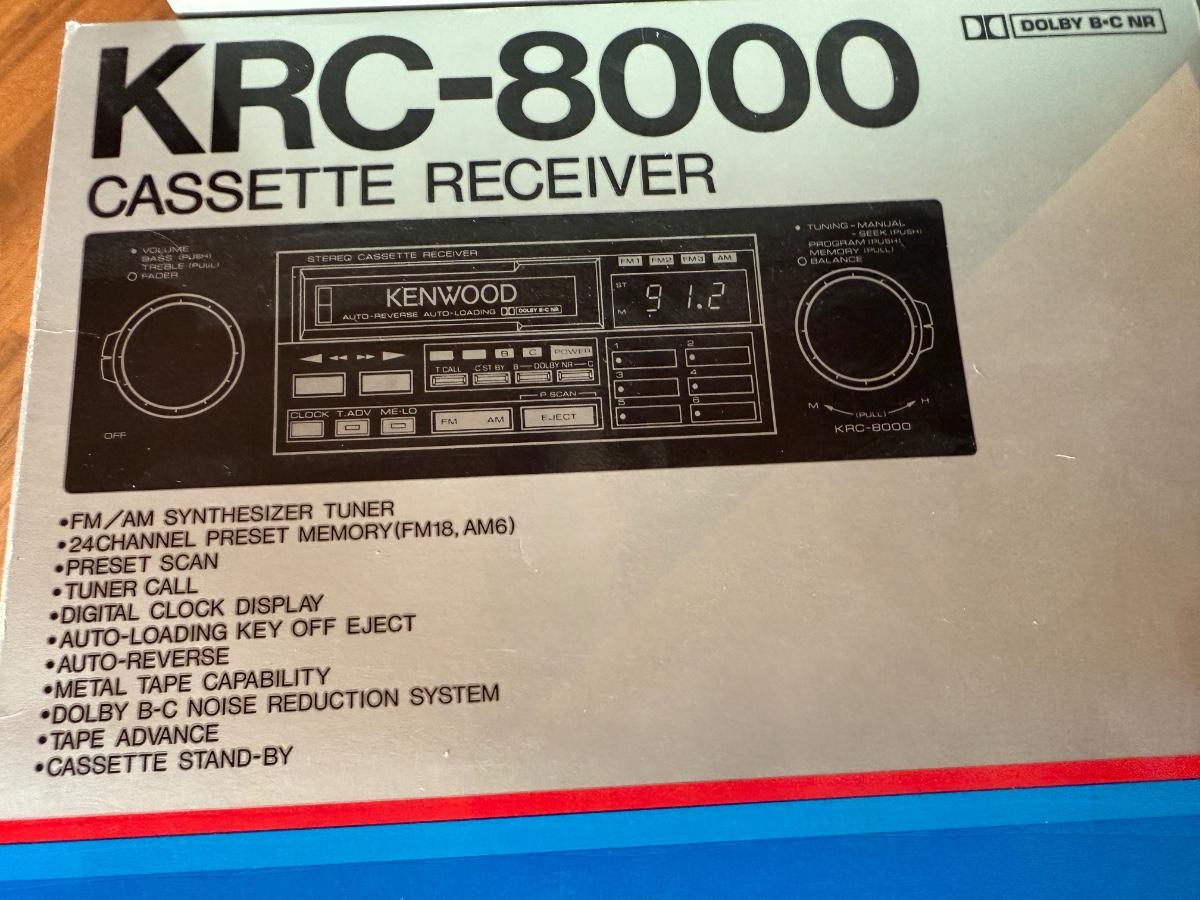 KRC-8000
DOLBY B·C NR
CASSETTE RECEIVER
VOLUME
BASS (PUSH)
TREBLE (PULL)
FADER
OFF
STEREO CASSETTE RECEIVER
KENWOOD
AUTO-REVERSE AUTO-LOADING DOLBY B·C NR
FM1 FM2 FM3 AM
ST
91.2
M
B C POWER
T.CALL C'ST BY B—DOLBY NR—C
CLOCK T.ADV ME-LO
FM AM
P.SCAN
EJECT
1 2
3 4
5 6
TUNING-MANUAL
-SEEK (PUSH)
PROGRAM (PUSH)
MEMORY (PULL)
BALANCE
M (PULL) H
KRC-8000
•FM/AM SYNTHESIZER TUNER
•24CHANNEL PRESET MEMORY(FM18, AM6)
•PRESET SCAN
•TUNER CALL
•DIGITAL CLOCK DISPLAY
•AUTO-LOADING KEY OFF EJECT
•AUTO-REVERSE
•METAL TAPE CAPABILITY
•DOLBY B-C NOISE REDUCTION SYSTEM
•TAPE ADVANCE
•CASSETTE STAND-BY